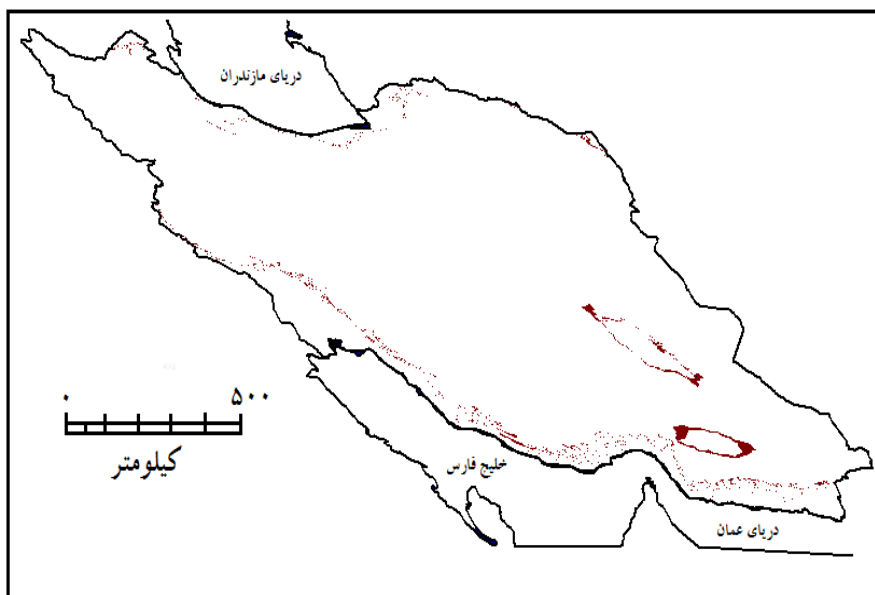 دریای مازندران
۰ ۵۰۰
کیلومتر
خلیج فارس
دریای عمان